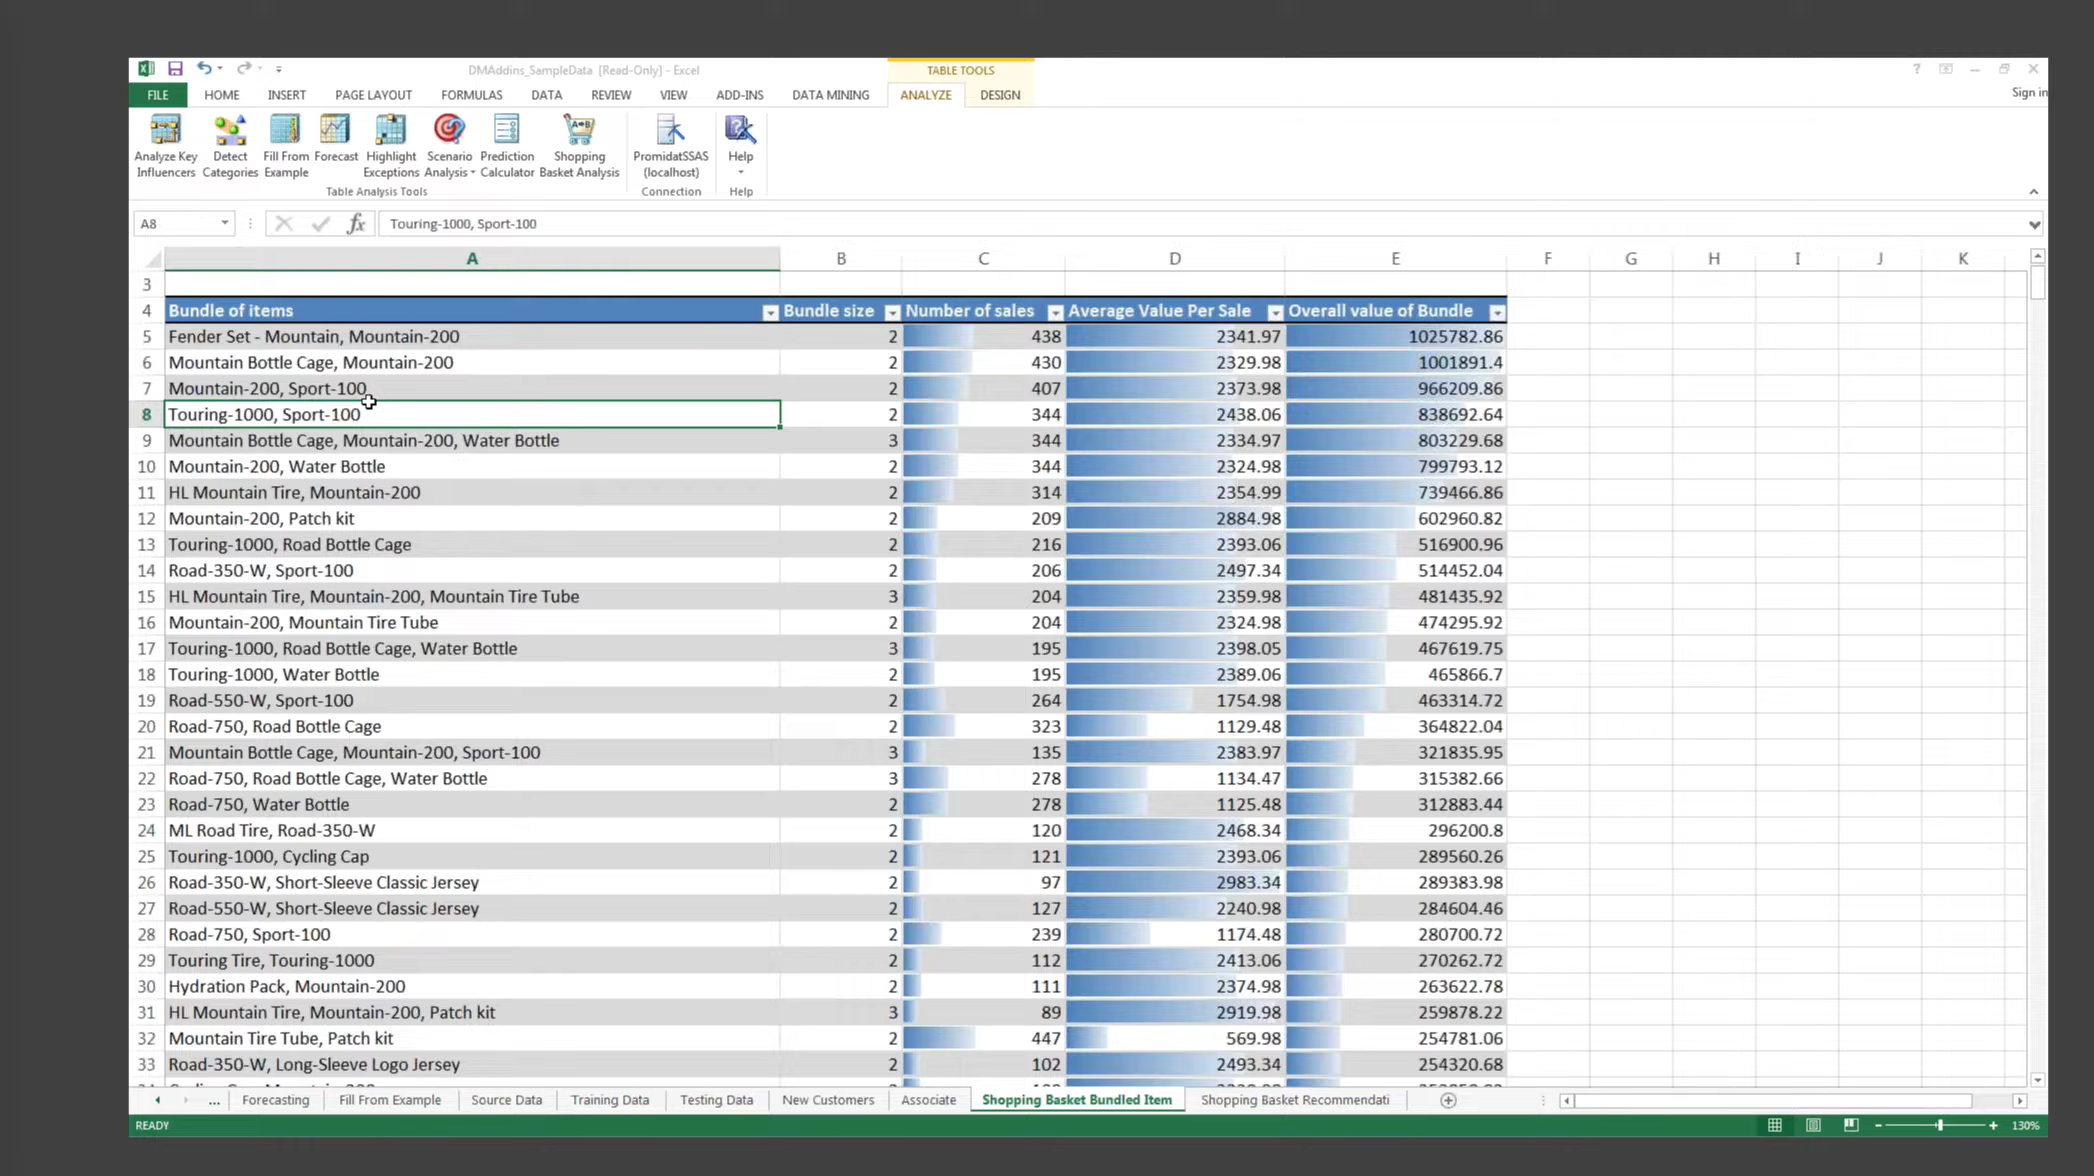 DMAddins_SampleData [Read-Only] - Excel
TABLE TOOLS
?
Sign in
FILE HOME INSERT PAGE LAYOUT FORMULAS DATA REVIEW VIEW ADD-INS DATA MINING ANALYZE DESIGN
Analyze Key Influencers
Detect Categories
Fill From Example
Forecast
Highlight Exceptions
Scenario Analysis
Prediction Calculator
Shopping Basket Analysis
PromidatSSAS (localhost)
Help
Table Analysis Tools
Connection
Help
A8 fx Touring-1000, Sport-100
A B C D E F G H I J K
3
4 Bundle of items Bundle size Number of sales Average Value Per Sale Overall value of Bundle
5 Fender Set - Mountain, Mountain-200 2 438 2341.97 1025782.86
6 Mountain Bottle Cage, Mountain-200 2 430 2329.98 1001891.4
7 Mountain-200, Sport-100 2 407 2373.98 966209.86
8 Touring-1000, Sport-100 2 344 2438.06 838692.64
9 Mountain Bottle Cage, Mountain-200, Water Bottle 3 344 2334.97 803229.68
10 Mountain-200, Water Bottle 2 344 2324.98 799793.12
11 HL Mountain Tire, Mountain-200 2 314 2354.99 739466.86
12 Mountain-200, Patch kit 2 209 2884.98 602960.82
13 Touring-1000, Road Bottle Cage 2 216 2393.06 516900.96
14 Road-350-W, Sport-100 2 206 2497.34 514452.04
15 HL Mountain Tire, Mountain-200, Mountain Tire Tube 3 204 2359.98 481435.92
16 Mountain-200, Mountain Tire Tube 2 204 2324.98 474295.92
17 Touring-1000, Road Bottle Cage, Water Bottle 3 195 2398.05 467619.75
18 Touring-1000, Water Bottle 2 195 2389.06 465866.7
19 Road-550-W, Sport-100 2 264 1754.98 463314.72
20 Road-750, Road Bottle Cage 2 323 1129.48 364822.04
21 Mountain Bottle Cage, Mountain-200, Sport-100 3 135 2383.97 321835.95
22 Road-750, Road Bottle Cage, Water Bottle 3 278 1134.47 315382.66
23 Road-750, Water Bottle 2 278 1125.48 312883.44
24 ML Road Tire, Road-350-W 2 120 2468.34 296200.8
25 Touring-1000, Cycling Cap 2 121 2393.06 289560.26
26 Road-350-W, Short-Sleeve Classic Jersey 2 97 2983.34 289383.98
27 Road-550-W, Short-Sleeve Classic Jersey 2 127 2240.98 284604.46
28 Road-750, Sport-100 2 239 1174.48 280700.72
29 Touring Tire, Touring-1000 2 112 2413.06 270262.72
30 Hydration Pack, Mountain-200 2 111 2374.98 263622.78
31 HL Mountain Tire, Mountain-200, Patch kit 3 89 2919.98 259878.22
32 Mountain Tire Tube, Patch kit 2 447 569.98 254781.06
33 Road-350-W, Long-Sleeve Logo Jersey 2 102 2493.34 254320.68
... Forecasting Fill From Example Source Data Training Data Testing Data New Customers Associate Shopping Basket Bundled Item Shopping Basket Recommendati
READY 130%